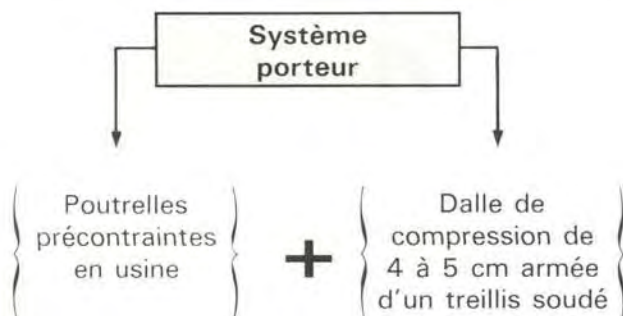 Système
porteur
Poutrelles
précontraintes
en usine
+
Dalle de
compression de
4 à 5 cm armée
d'un treillis soudé